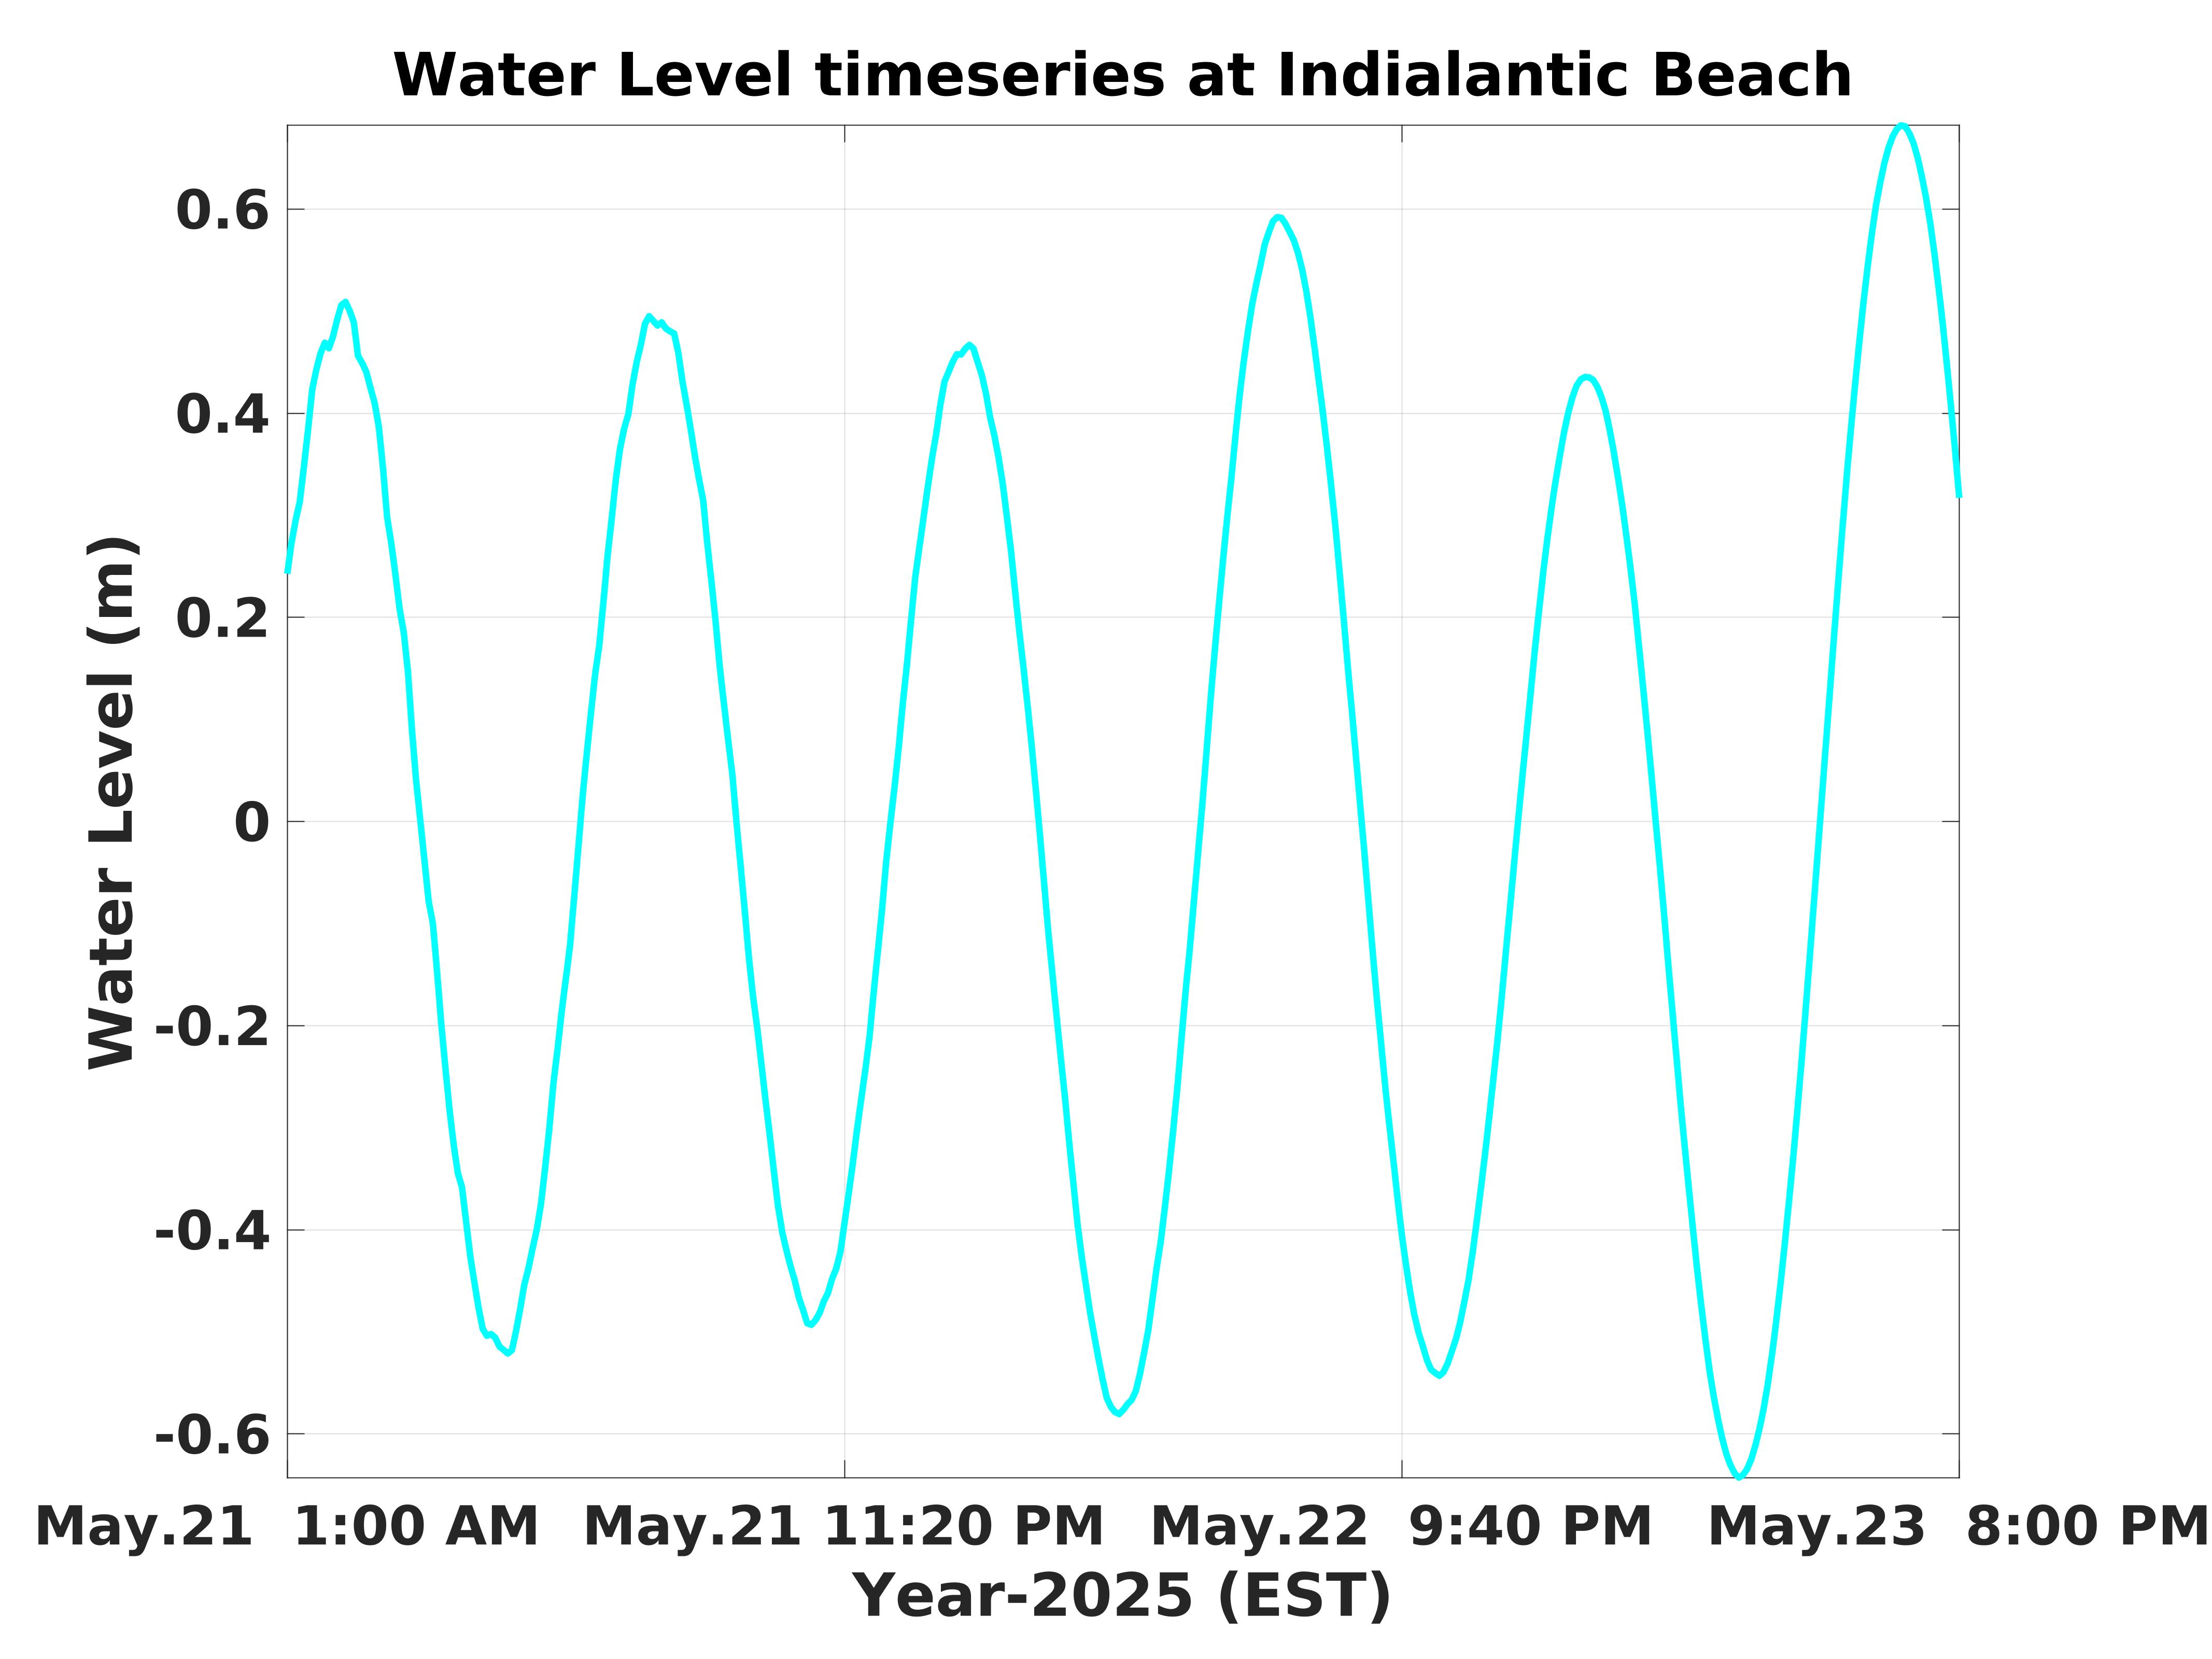 Water Level timeseries at Indialantic Beach
0.6
0.4
0.2
0
-0.2
-0.4
-0.6
Water Level (m)
May.21 1:00 AM May.21 11:20 PM May.22 9:40 PM May.23 8:00 PM
Year-2025 (EST)